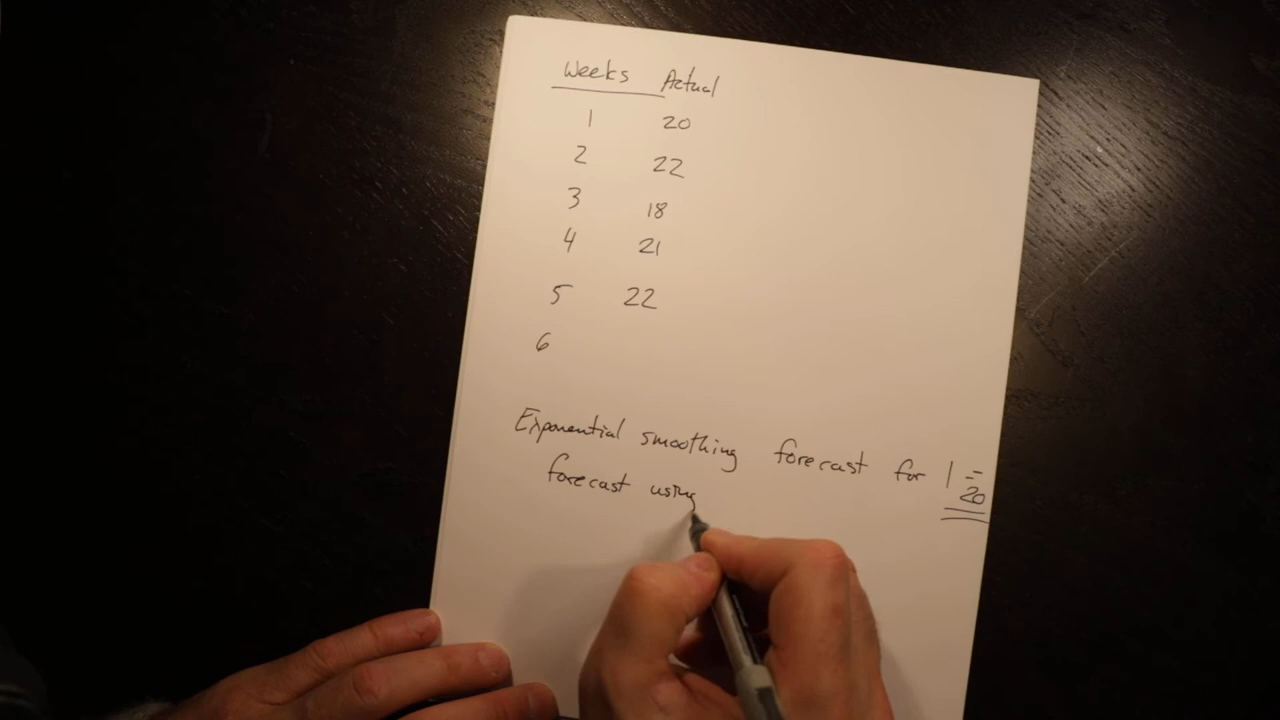 Weeks Actual
1 20
2 22
3 18
4 21
5 22
6
Exponential smoothing forecast for 1 = 20
forecast using